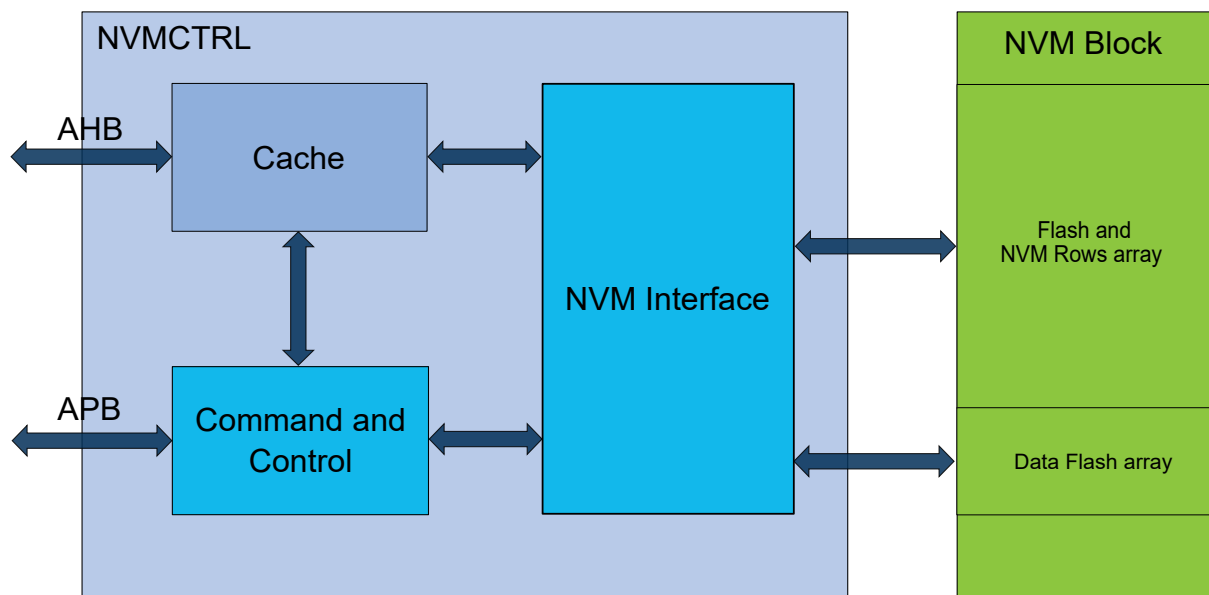 NVMCTRL
NVM Block
AHB
Cache
Flash and
NVM Rows array
NVM Interface
APB
Command and
Control
Data Flash array